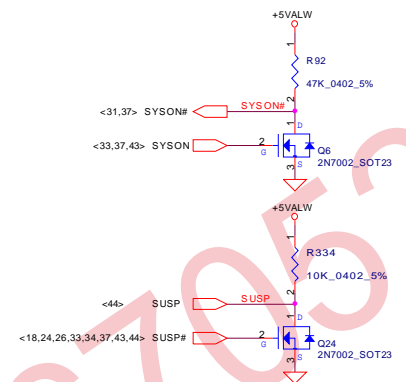 +5VALW
1
R92
47K_0402_5%
2
<31,37> SYSON# SYSON#
1
D
<33,37,43> SYSON 2 G Q6
S
3
2N7002_SOT23
+5VALW
1
R334
10K_0402_5%
2
<44> SUSP SUSP
1
D
<18,24,26,33,34,37,43,44> SUSP# 2 G Q24
S
3
2N7002_SOT23